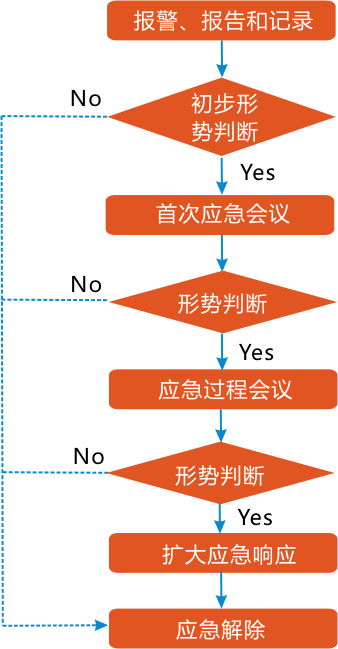 报警、报告和记录
No
初步形
势判断
Yes
首次应急会议
No
形势判断
Yes
应急过程会议
No
形势判断
Yes
扩大应急响应
应急解除